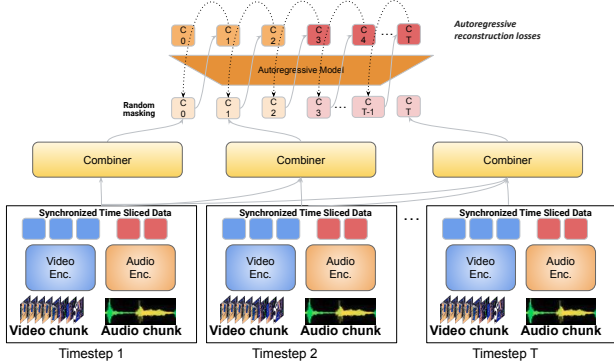 Autoregressive
reconstruction losses
C 0 C 1 C 2 C 3 C 4 ... C T
Autoregressive Model
Random
masking
C 0 C 1 C 2 C 3 ... C T-1 C T
Combiner Combiner Combiner
Synchronized Time Sliced Data Synchronized Time Sliced Data ... Synchronized Time Sliced Data
Video Enc. Audio Enc. Video Enc. Audio Enc. Video Enc. Audio Enc.
Video chunk Audio chunk Video chunk Audio chunk Video chunk Audio chunk
Timestep 1 Timestep 2 Timestep T